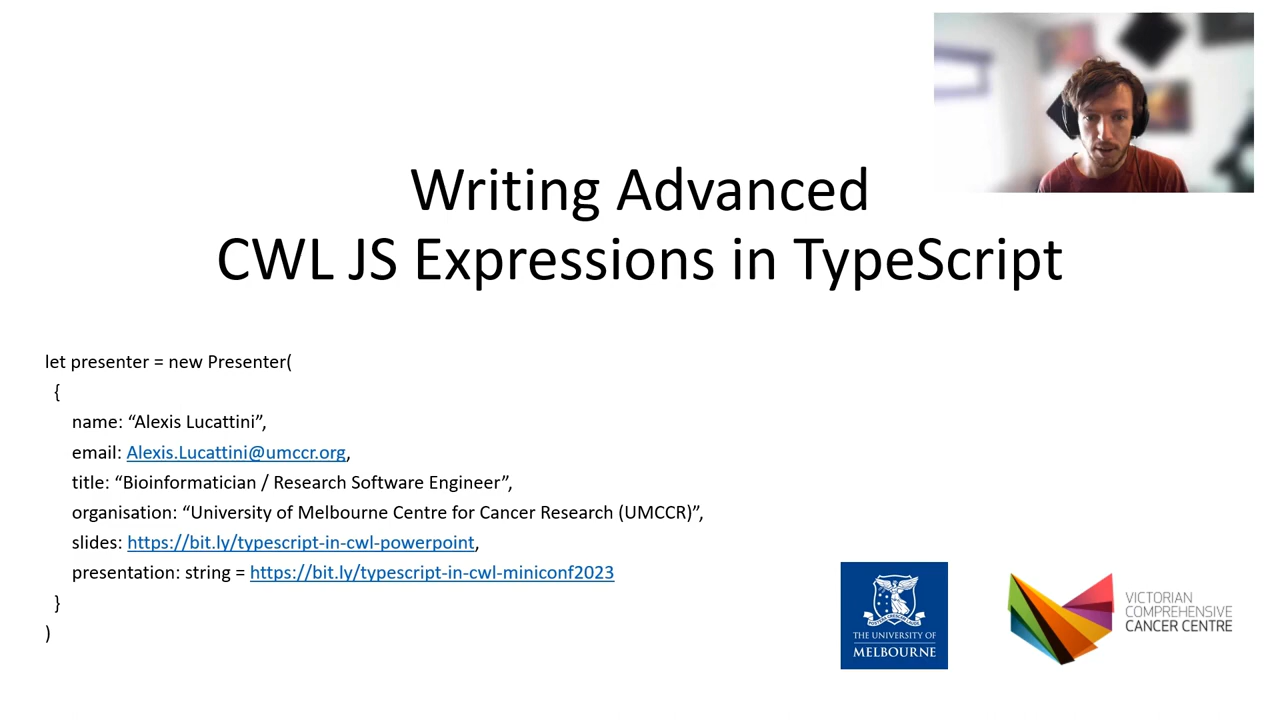 Writing Advanced
CWL JS Expressions in TypeScript
let presenter = new Presenter(
{
name: “Alexis Lucattini”,
email: Alexis.Lucattini@umccr.org,
title: “Bioinformatician / Research Software Engineer”,
organisation: “University of Melbourne Centre for Cancer Research (UMCCR)”,
slides: https://bit.ly/typescript-in-cwl-powerpoint,
presentation: string = https://bit.ly/typescript-in-cwl-miniconf2023
}
)
THE UNIVERSITY OF
MELBOURNE
VICTORIAN
COMPREHENSIVE
CANCER CENTRE